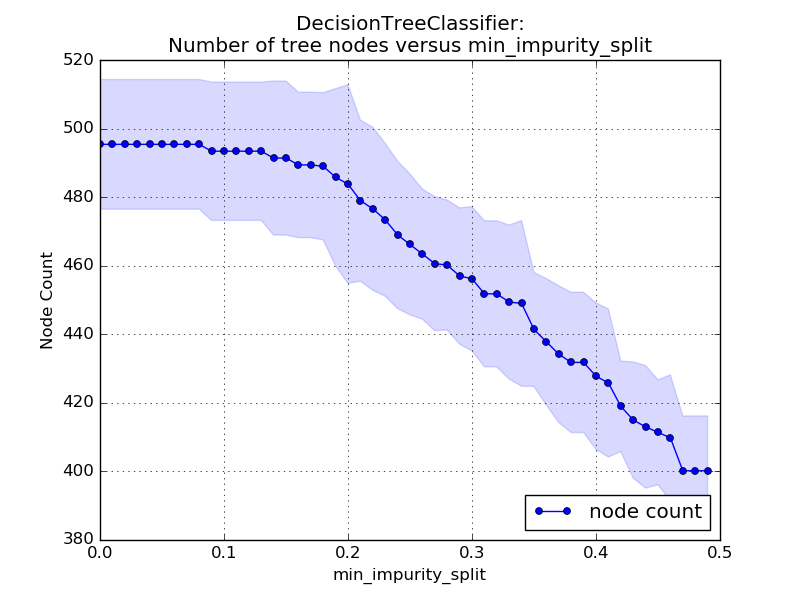 DecisionTreeClassifier:
Number of tree nodes versus min_impurity_split
520
500
480
460
440
420
400
380
Node Count
node count
0.0 0.1 0.2 0.3 0.4 0.5
min_impurity_split